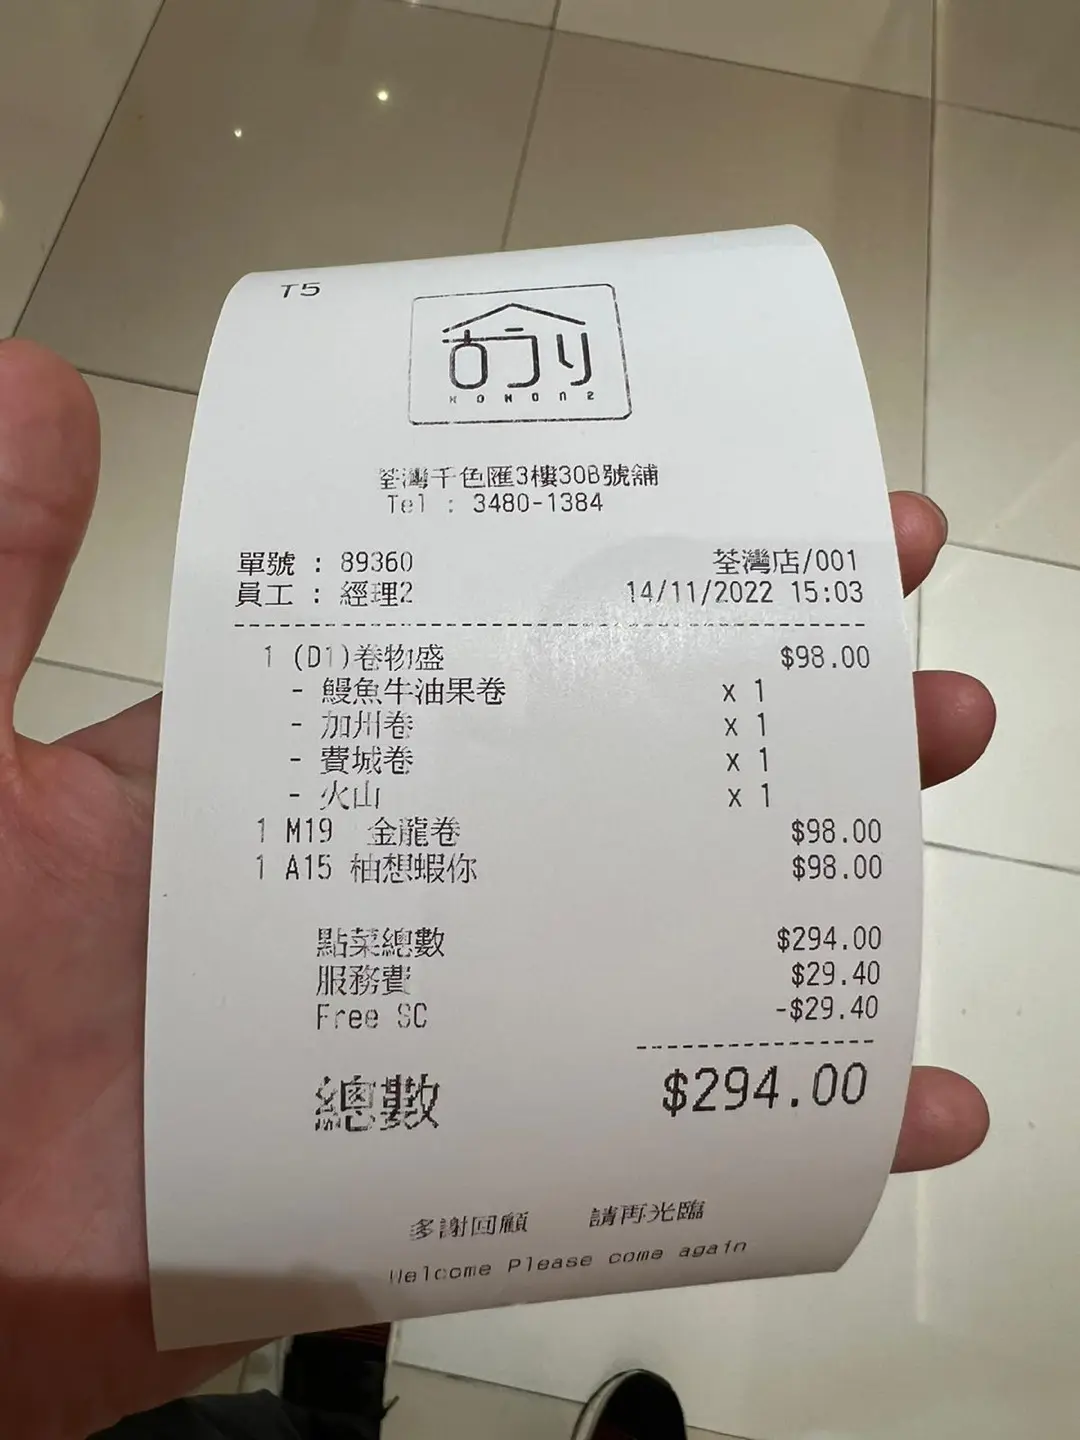 T5
荃灣千色匯3樓30B號舖
Tel : 3480-1384
單號 : 89360 荃灣店/001
員工 : 經理2 14/11/2022 15:03
1 (D1)卷物盛 $98.00
- 鰻魚牛油果卷 x 1
- 加州卷 x 1
- 費城卷 x 1
- 火山 x 1
1 M19 金龍卷 $98.00
1 A15 柚想蝦你 $98.00
點菜總數 $294.00
服務費 $29.40
Free SC -$29.40
總數 $294.00
多謝回顧 請再光臨
Welcome Please come again